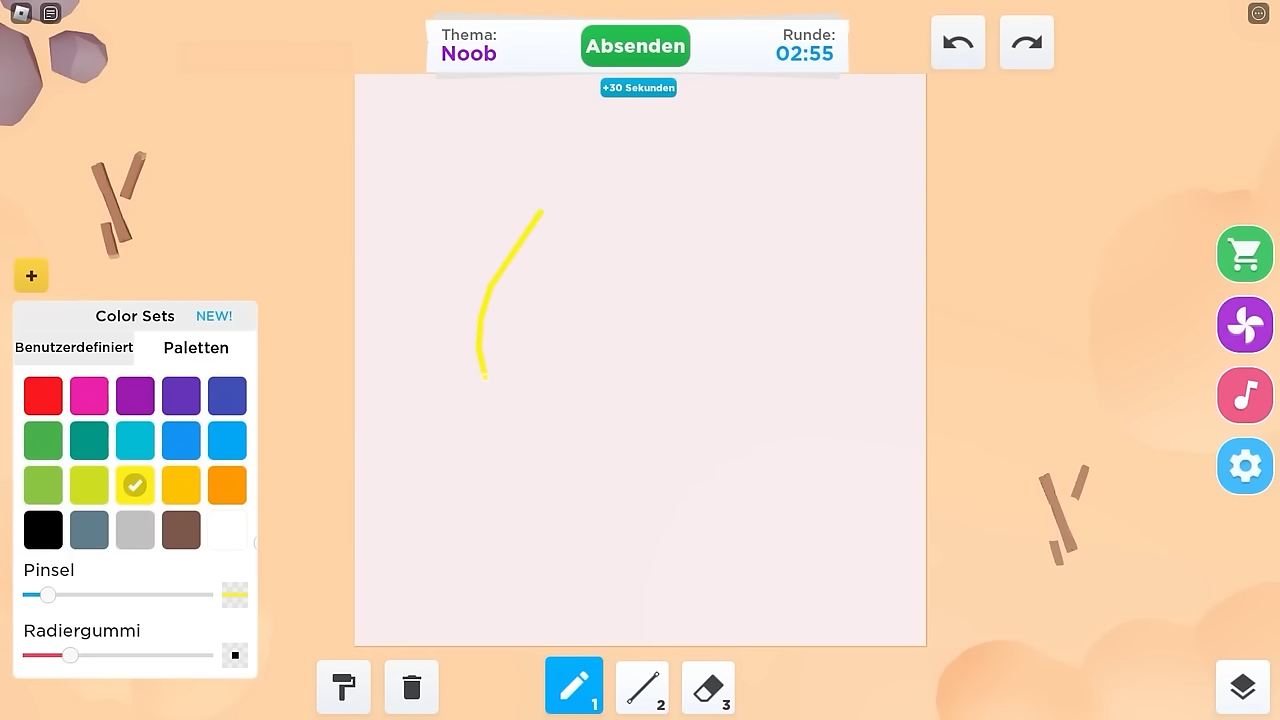 Thema:
Noob
Absenden
Runde:
02:55
+30 Sekunden
+
Color Sets NEW!
Benutzerdefiniert Paletten
Pinsel
Radiergummi
1
2
3